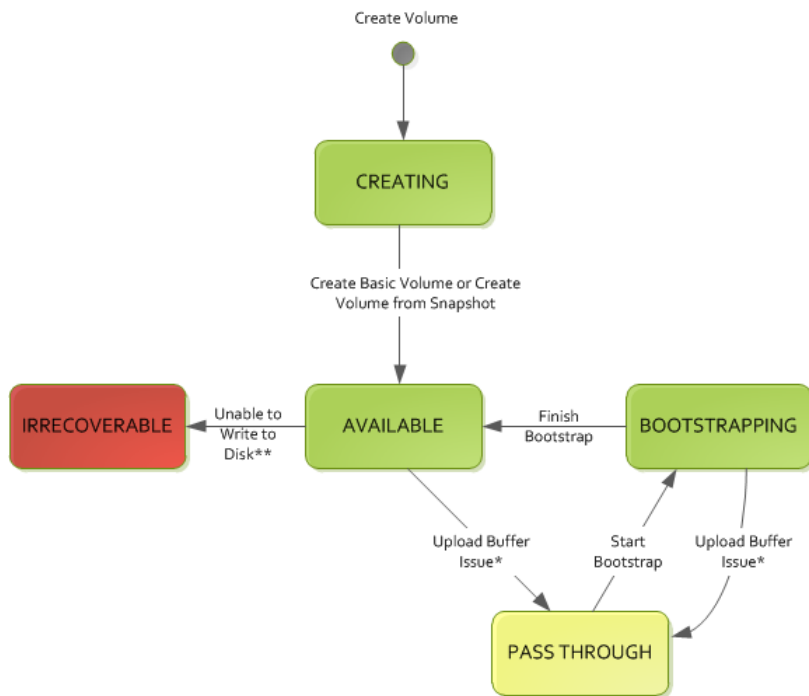 Create Volume
CREATING
Create Basic Volume or Create
Volume from Snapshot
IRRECOVERABLE
Unable to
Write to
Disk**
AVAILABLE
Finish
Bootstrap
BOOTSTRAPPING
Upload Buffer
Issue*
Start
Bootstrap
Upload Buffer
Issue*
PASS THROUGH